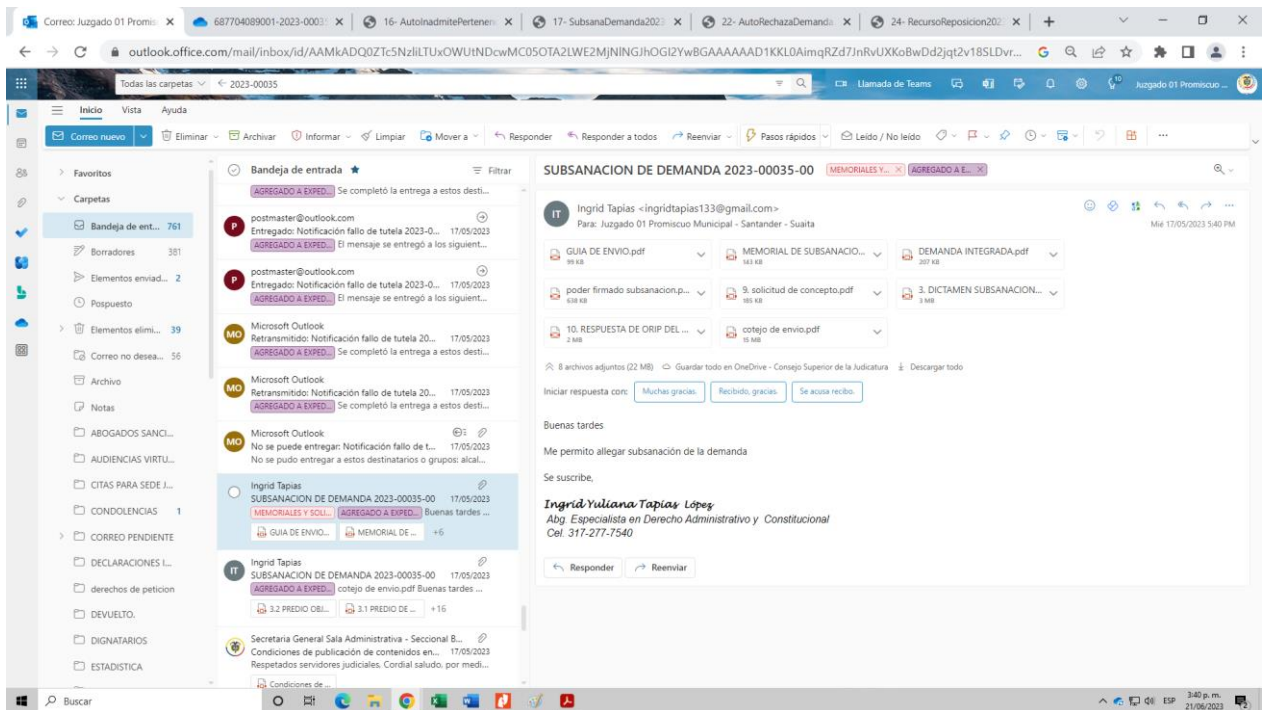 Correo: Juzgado 01 Promis
687704089001-2023-0003
16- AutoInadmitePertenen
17- SubsanaDemanda202
22- AutoRechazaDemanda
24- RecursoReposicion202
outlook.office.com/mail/inbox/id/
Todas las carpetas
2023-00035
Llamada de Teams
Juzgado 01 Promiscuo ...
Inicio Vista Ayuda
Correo nuevo Eliminar Archivar Informar Limpiar Mover a Responder Responder a todos Reenviar Pasos rápidos Leído / No leído
Favoritos
Carpetas
Bandeja de ent... 761
Borradores 381
Elementos enviad... 2
Pospuesto
Elementos elimi... 39
Correo no desea... 56
Archivo
Notas
ABOGADOS SANCI...
AUDIENCIAS VIRTU...
CITAS PARA SEDE J...
CONDOLENCIAS 1
CORREO PENDIENTE
DECLARACIONES I...
derechos de peticion
DEVUELTO.
DIGNATARIOS
ESTADISTICA
Bandeja de entrada
Filtrar
AGREGADO A EXPED... Se completó la entrega a estos desti...
P
postmaster@outlook.com
Entregado: Notificación fallo de tutela 2023-0... 17/05/2023
AGREGADO A EXPED... El mensaje se entregó a los siguient...
P
postmaster@outlook.com
Entregado: Notificación fallo de tutela 2023-0... 17/05/2023
AGREGADO A EXPED... El mensaje se entregó a los siguient...
MO
Microsoft Outlook
Retransmitido: Notificación fallo de tutela 20... 17/05/2023
AGREGADO A EXPED... Se completó la entrega a estos desti...
MO
Microsoft Outlook
Retransmitido: Notificación fallo de tutela 20... 17/05/2023
AGREGADO A EXPED... Se completó la entrega a estos desti...
MO
Microsoft Outlook
No se puede entregar: Notificación fallo de t... 17/05/2023
No se pudo entregar a estos destinatarios o grupos: alcal...
Ingrid Tapias
SUBSANACION DE DEMANDA 2023-00035-00 17/05/2023
MEMORIALES Y SOLI... AGREGADO A EXPED... Buenas tardes ...
GUIA DE ENVIO... MEMORIAL DE ... +6
IT
Ingrid Tapias
SUBSANACION DE DEMANDA 2023-00035-00 17/05/2023
AGREGADO A EXPED... cotejo de envio.pdf Buenas tardes ...
3.2 PREDIO OBJ... 3.1 PREDIO DE ... +16
Secretaria General Sala Administrativa - Seccional B...
Condiciones de publicación de contenidos en... 17/05/2023
Respetados servidores judiciales. Cordial saludo. por medi...
Condiciones de ...
SUBSANACION DE DEMANDA 2023-00035-00
MEMORIALES Y... AGREGADO A E...
IT
Ingrid Tapias <ingridtapias133@gmail.com>
Para: Juzgado 01 Promiscuo Municipal - Santander - Suaita
Mié 17/05/2023 5:40 PM
GUIA DE ENVIO.pdf
99 KB
MEMORIAL DE SUBSANACIO...
143 KB
DEMANDA INTEGRADA.pdf
207 KB
poder firmado subsanacion.p...
638 KB
9. solicitud de concepto.pdf
185 KB
3. DICTAMEN SUBSANACION...
3 MB
10. RESPUESTA DE ORIP DEL ...
2 MB
cotejo de envio.pdf
15 MB
8 archivos adjuntos (22 MB) Guardar todo en OneDrive - Consejo Superior de la Judicatura Descargar todo
Iniciar respuesta con: Muchas gracias. Recibido, gracias. Se acusa recibo.
Buenas tardes
Me permito allegar subsanación de la demanda
Se suscribe,
Ingrid Yuliana Tapias López
Abg. Especialista en Derecho Administrativo y Constitucional
Cel. 317-277-7540
Responder Reenviar
Buscar
ESP
3:40 p. m.
21/06/2023